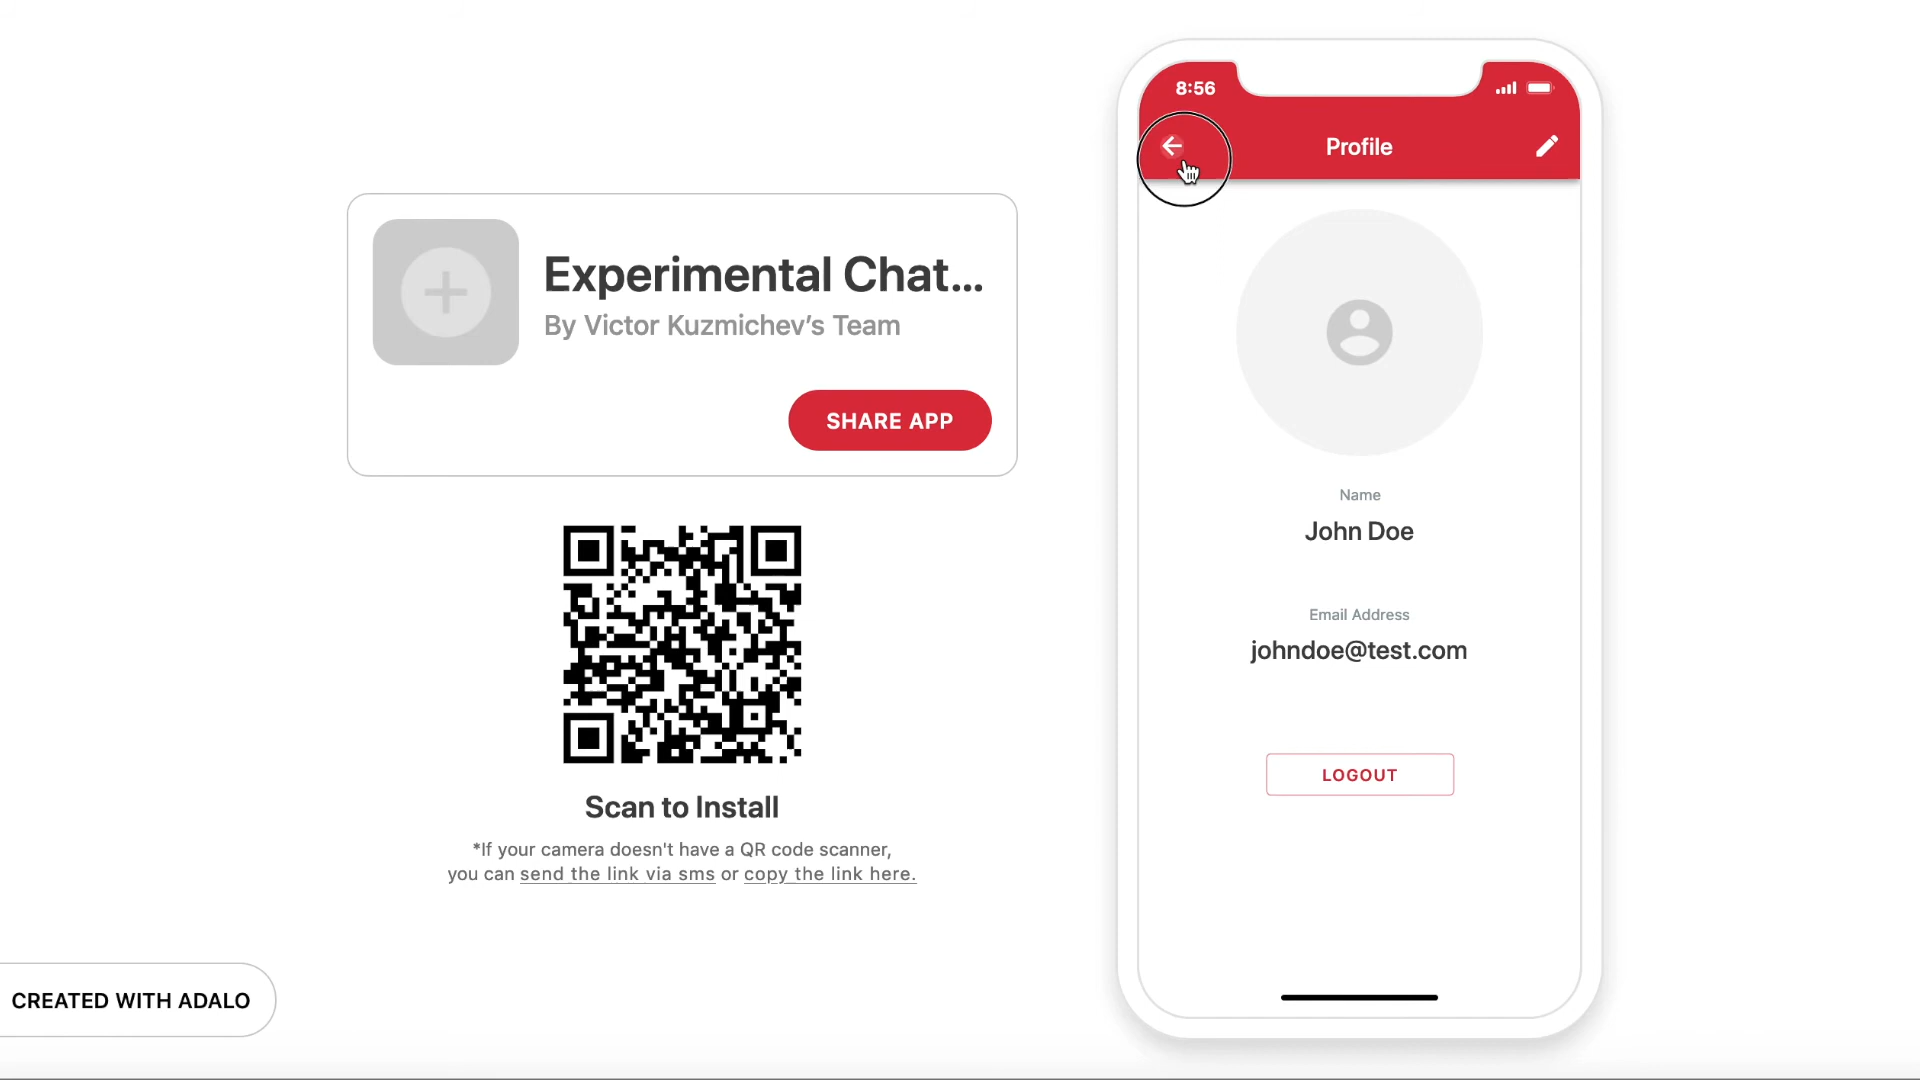 Experimental Chat...
By Victor Kuzmichev’s Team
SHARE APP
Scan to Install
*If your camera doesn't have a QR code scanner,
you can send the link via sms or copy the link here.
CREATED WITH ADALO
8:56
Profile
Name
John Doe
Email Address
johndoe@test.com
LOGOUT